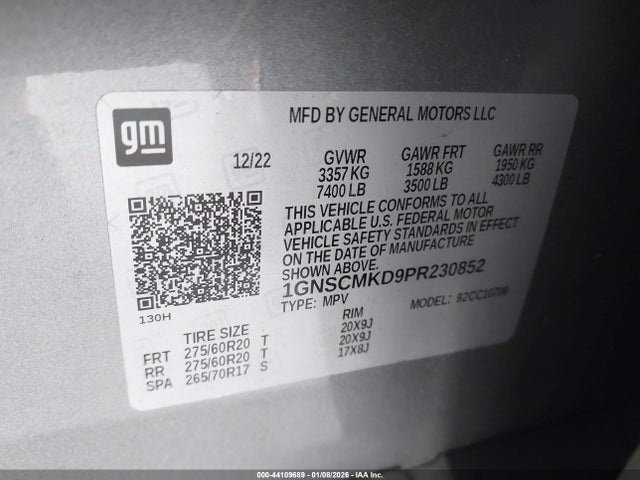 gm
MFD BY GENERAL MOTORS LLC
12/22
GVWR GAWR FRT GAWR RR
3357 KG 1588 KG 1950 KG
7400 LB 3500 LB 4300 LB
THIS VEHICLE CONFORMS TO ALL
APPLICABLE U.S. FEDERAL MOTOR
VEHICLE SAFETY STANDARDS IN EFFECT
ON THE DATE OF MANUFACTURE
SHOWN ABOVE.
1GNSCMKD9PR230852
TYPE: MPV MODEL: 92CC10706
130H
TIRE SIZE RIM
FRT 275/60R20 T 20X9J
RR 275/60R20 T 20X9J
SPA 265/70R17 S 17X8J
000-44109689 - 01/08/2026 - IAA Inc.